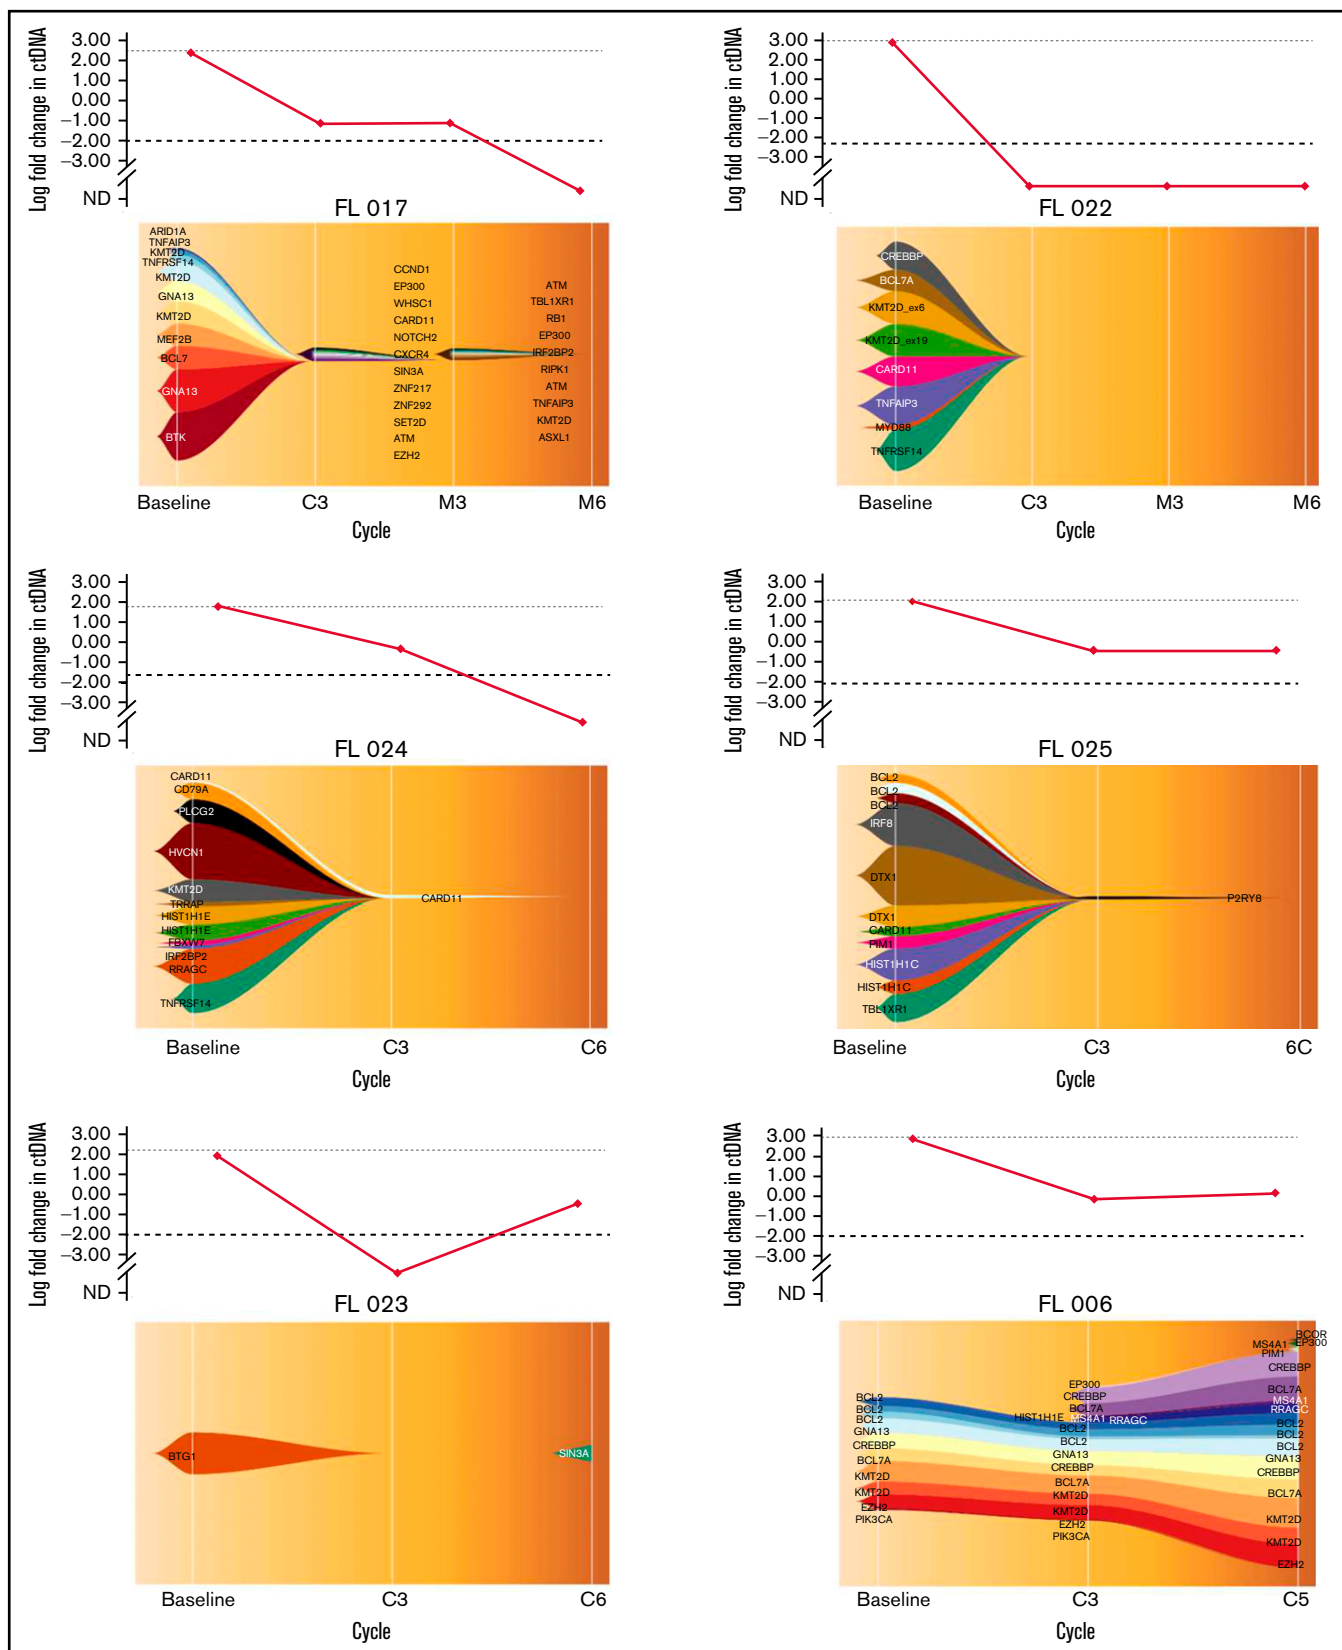 Log fold change in ctDNA
3.00
2.00
1.00
0.00
−1.00
−2.00
−3.00
ND
FL 017
ARID1A
TNFAIP3
KMT2D
TNFRSF14
KMT2D
GNA13
KMT2D
MEF2B
BCL7
GNA13
BTK
CCND1
EP300
WHSC1
CARD11
NOTCH2
CXCR4
SIN3A
ZNF217
ZNF292
SET2D
ATM
EZH2
ATM
TBL1XR1
RB1
EP300
IRF2BP2
RIPK1
ATM
TNFAIP3
KMT2D
ASXL1
Baseline C3 M3 M6
Cycle
Log fold change in ctDNA
3.00
2.00
1.00
0.00
−1.00
−2.00
−3.00
ND
FL 022
CREBBP
BCL7A
KMT2D_ex6
KMT2D_ex19
CARD11
TNFAIP3
MYD88
TNFRSF14
Baseline C3 M3 M6
Cycle
Log fold change in ctDNA
3.00
2.00
1.00
0.00
−1.00
−2.00
−3.00
ND
FL 024
CARD11
CD79A
PLCG2
HVCN1
KMT2D
TRRAP
HIST1H1E
HIST1H1E
FBXW7
IRF2BP2
RRAGC
TNFRSF14
CARD11
Baseline C3 C6
Cycle
Log fold change in ctDNA
3.00
2.00
1.00
0.00
−1.00
−2.00
−3.00
ND
FL 025
BCL2
BCL2
BCL2
IRF8
DTX1
DTX1
CARD11
PIM1
HIST1H1C
HIST1H1C
TBL1XR1
P2RY8
Baseline C3 6C
Cycle
Log fold change in ctDNA
3.00
2.00
1.00
0.00
−1.00
−2.00
−3.00
ND
FL 023
BTG1
SIN3A
Baseline C3 C6
Cycle
Log fold change in ctDNA
3.00
2.00
1.00
0.00
−1.00
−2.00
−3.00
ND
FL 006
BCL2
BCL2
BCL2
GNA13
CREBBP
BCL7A
KMT2D
KMT2D
EZH2
PIK3CA
EP300
CREBBP
BCL7A
HIST1H1E MS4A1 RRAGC
BCL2
BCL2
GNA13
CREBBP
BCL7A
KMT2D
KMT2D
EZH2
PIK3CA
BCOR
MS4A1 EP300
PIM1
CREBBP
BCL7A
MS4A1
RRAGC
BCL2
BCL2
BCL2
GNA13
CREBBP
BCL7A
KMT2D
KMT2D
EZH2
Baseline C3 C5
Cycle